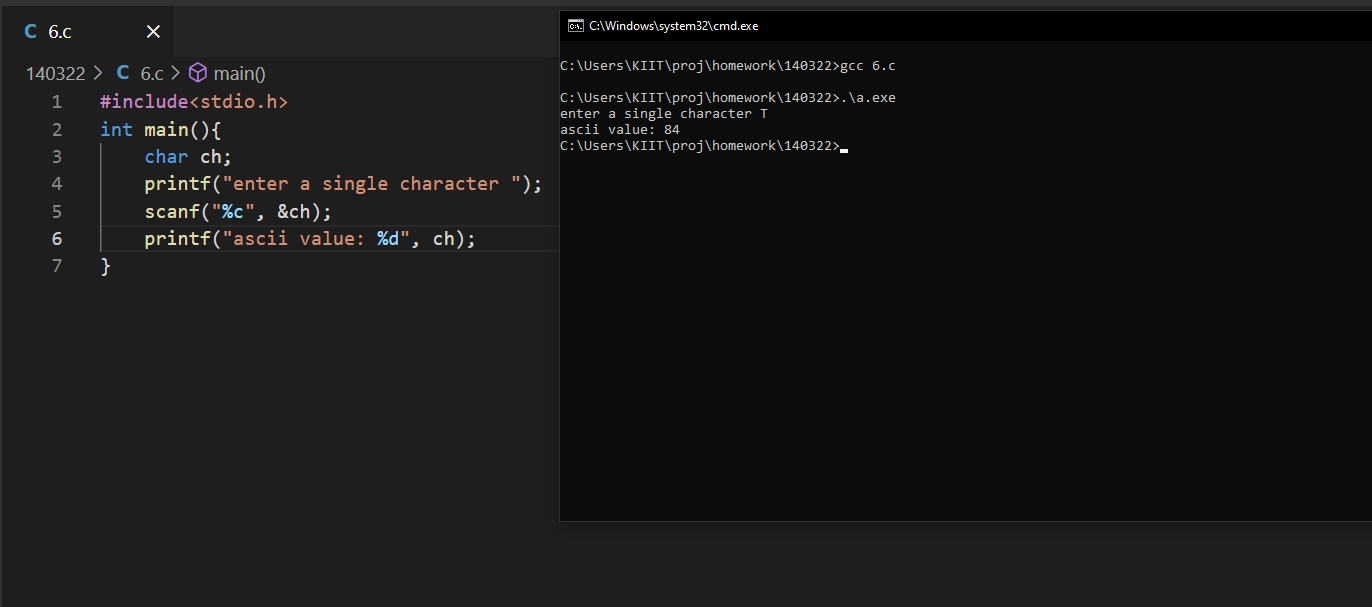 C 6.c ×
140322 > C 6.c > main()
1 #include<stdio.h>
2 int main(){
3     char ch;
4     printf("enter a single character ");
5     scanf("%c", &ch);
6     printf("ascii value: %d", ch);
7 }
C:\Windows\system32\cmd.exe
C:\Users\KIIT\proj\homework\140322>gcc 6.c
C:\Users\KIIT\proj\homework\140322>.\a.exe
enter a single character T
ascii value: 84
C:\Users\KIIT\proj\homework\140322>